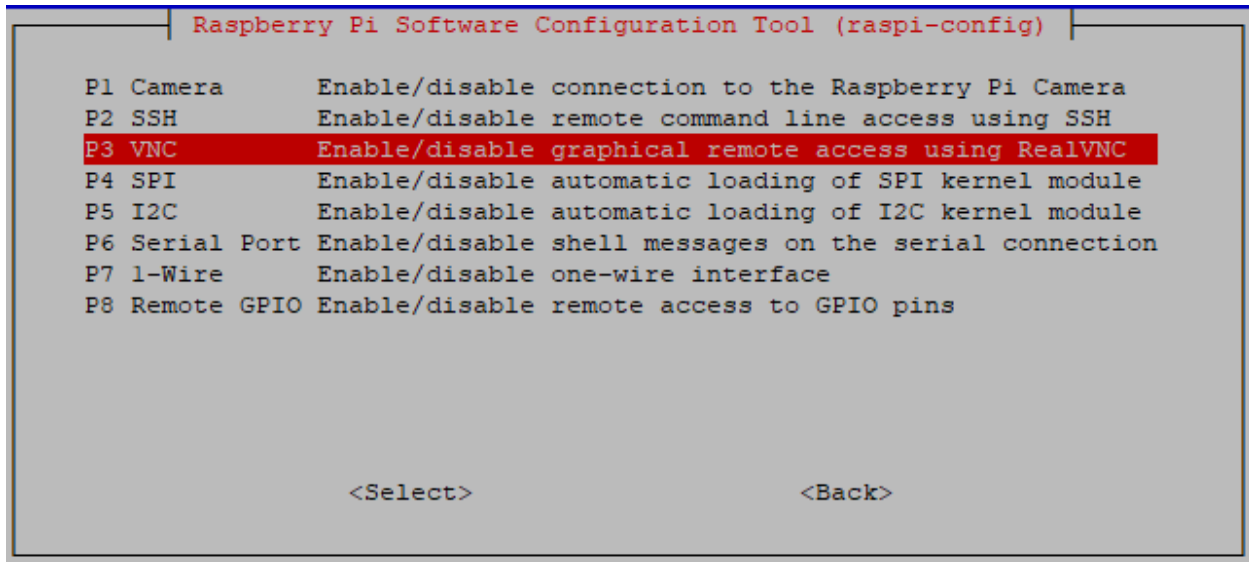 Raspberry Pi Software Configuration Tool (raspi-config)
P1 Camera Enable/disable connection to the Raspberry Pi Camera
P2 SSH Enable/disable remote command line access using SSH
P3 VNC Enable/disable graphical remote access using RealVNC
P4 SPI Enable/disable automatic loading of SPI kernel module
P5 I2C Enable/disable automatic loading of I2C kernel module
P6 Serial Port Enable/disable shell messages on the serial connection
P7 1-Wire Enable/disable one-wire interface
P8 Remote GPIO Enable/disable remote access to GPIO pins
<Select> <Back>